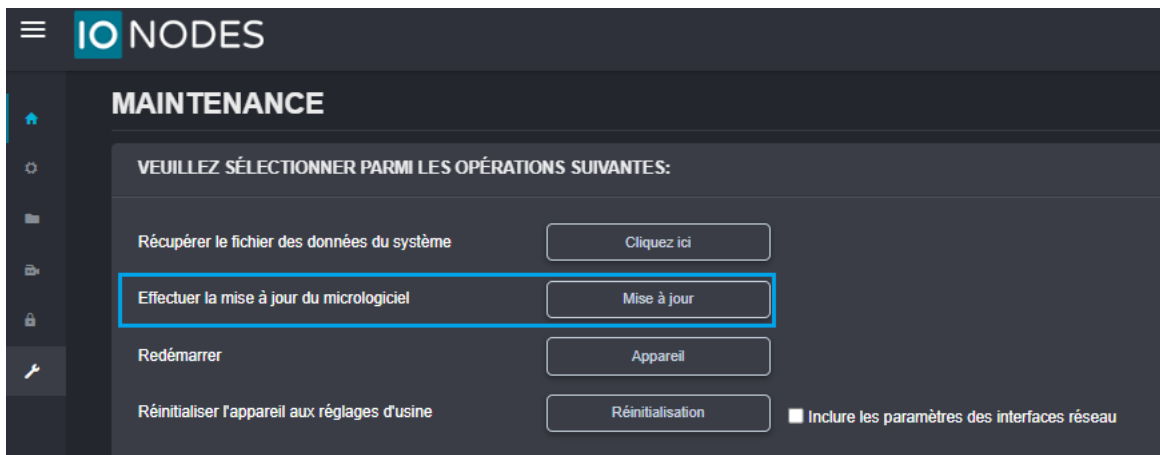 IO NODES
MAINTENANCE
VEUILLEZ SÉLECTIONNER PARMI LES OPÉRATIONS SUIVANTES:
Récupérer le fichier des données du système Cliquez ici
Effectuer la mise à jour du micrologiciel Mise à jour
Redémarrer Appareil
Réinitialiser l'appareil aux réglages d'usine Réinitialisation Inclure les paramètres des interfaces réseau